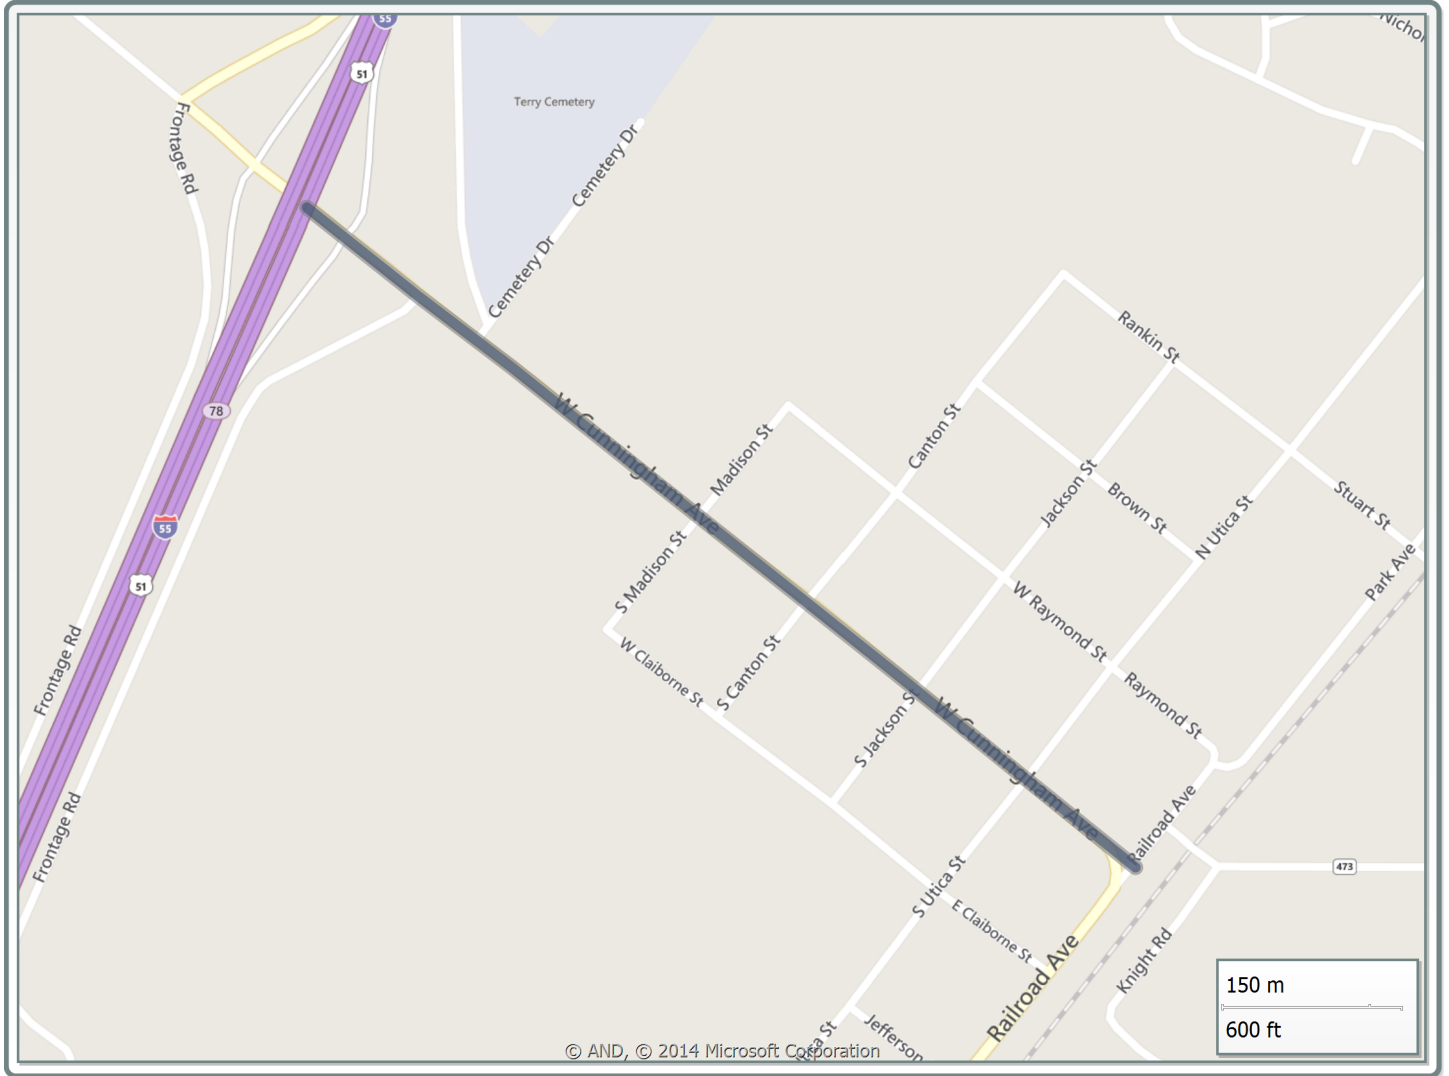 55
51
Nichol
Terry Cemetery
Frontage Rd
Cemetery Dr
Cemetery Dr
Rankin St
78
W Cunningham Ave
Madison St
Canton St
Jackson St
Brown St
N Utica St
Stuart St
55
51
S Madison St
Park Ave
W Raymond St
W Claiborne St
S Canton St
Raymond St
Frontage Rd
S Jackson St
W Cunningham Ave
Frontage Rd
Railroad Ave
473
S Utica St
E Claiborne St
Knight Rd
Railroad Ave
150 m
600 ft
Jefferson
St
© AND, © 2014 Microsoft Corporation